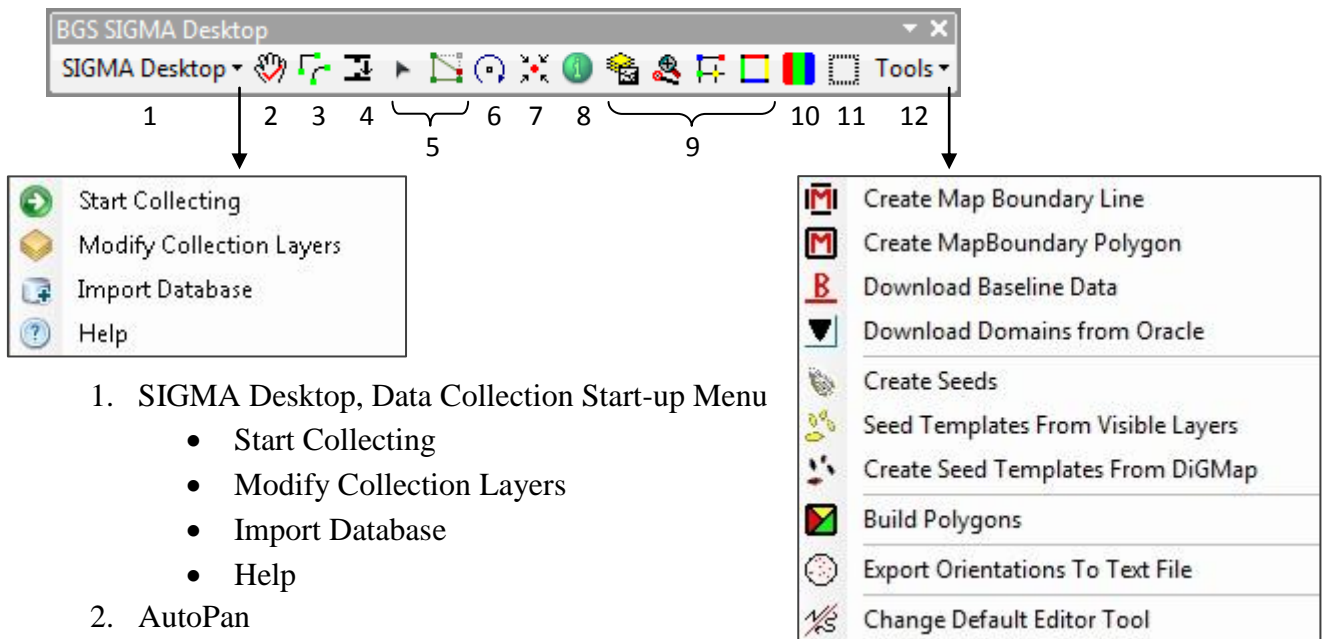 BGS SIGMA Desktop
SIGMA Desktop Tools
1 2 3 4 5 6 7 8 9 10 11 12
Start Collecting
Modify Collection Layers
Import Database
Help
Create Map Boundary Line
Create MapBoundary Polygon
Download Baseline Data
Download Domains from Oracle
Create Seeds
Seed Templates From Visible Layers
Create Seed Templates From DiGMap
Build Polygons
Export Orientations To Text File
Change Default Editor Tool
1. SIGMA Desktop, Data Collection Start-up Menu
• Start Collecting
• Modify Collection Layers
• Import Database
• Help
2. AutoPan